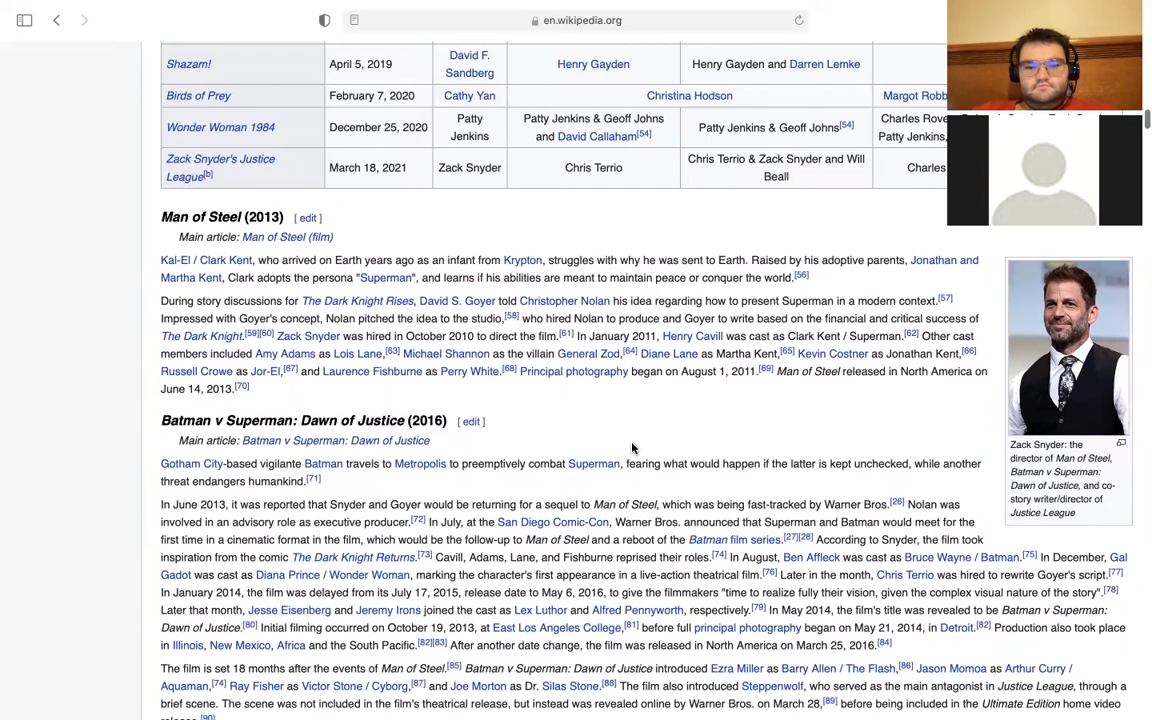 en.wikipedia.org
Shazam! April 5, 2019 David F. Sandberg Henry Gayden Henry Gayden and Darren Lemke
Birds of Prey February 7, 2020 Cathy Yan Christina Hodson Margot Robb
Wonder Woman 1984 December 25, 2020 Patty Jenkins Patty Jenkins & Geoff Johns and David Callaham[54] Patty Jenkins & Geoff Johns[54] Charles Rove Patty Jenkins,
Zack Snyder's Justice League[b] March 18, 2021 Zack Snyder Chris Terrio Chris Terrio & Zack Snyder and Will Beall Charles
Man of Steel (2013) [ edit ]
Main article: Man of Steel (film)
Kal-El / Clark Kent, who arrived on Earth years ago as an infant from Krypton, struggles with why he was sent to Earth. Raised by his adoptive parents, Jonathan and
Martha Kent, Clark adopts the persona "Superman", and learns if his abilities are meant to maintain peace or conquer the world.[56]
During story discussions for The Dark Knight Rises, David S. Goyer told Christopher Nolan his idea regarding how to present Superman in a modern context.[57]
Impressed with Goyer's concept, Nolan pitched the idea to the studio,[58] who hired Nolan to produce and Goyer to write based on the financial and critical success of
The Dark Knight.[59][60] Zack Snyder was hired in October 2010 to direct the film.[61] In January 2011, Henry Cavill was cast as Clark Kent / Superman.[62] Other cast
members included Amy Adams as Lois Lane,[63] Michael Shannon as the villain General Zod,[64] Diane Lane as Martha Kent,[65] Kevin Costner as Jonathan Kent,[66]
Russell Crowe as Jor-El,[67] and Laurence Fishburne as Perry White.[68] Principal photography began on August 1, 2011.[69] Man of Steel released in North America on
June 14, 2013.[70]
Zack Snyder: the
director of Man of Steel,
Batman v Superman:
Dawn of Justice, and co-
story writer/director of
Justice League
Batman v Superman: Dawn of Justice (2016) [ edit ]
Main article: Batman v Superman: Dawn of Justice
Gotham City-based vigilante Batman travels to Metropolis to preemptively combat Superman, fearing what would happen if the latter is kept unchecked, while another
threat endangers humankind.[71]
In June 2013, it was reported that Snyder and Goyer would be returning for a sequel to Man of Steel, which was being fast-tracked by Warner Bros.[26] Nolan was
involved in an advisory role as executive producer.[72] In July, at the San Diego Comic-Con, Warner Bros. announced that Superman and Batman would meet for the
first time in a cinematic format in the film, which would be the follow-up to Man of Steel and a reboot of the Batman film series.[27][28] According to Snyder, the film took
inspiration from the comic The Dark Knight Returns.[73] Cavill, Adams, Lane, and Fishburne reprised their roles.[74] In August, Ben Affleck was cast as Bruce Wayne / Batman.[75] In December, Gal
Gadot was cast as Diana Prince / Wonder Woman, marking the character's first appearance in a live-action theatrical film.[76] Later in the month, Chris Terrio was hired to rewrite Goyer's script.[77]
In January 2014, the film was delayed from its July 17, 2015, release date to May 6, 2016, to give the filmmakers "time to realize fully their vision, given the complex visual nature of the story".[78]
Later that month, Jesse Eisenberg and Jeremy Irons joined the cast as Lex Luthor and Alfred Pennyworth, respectively.[79] In May 2014, the film's title was revealed to be Batman v Superman:
Dawn of Justice.[80] Initial filming occurred on October 19, 2013, at East Los Angeles College,[81] before full principal photography began on May 21, 2014, in Detroit.[82] Production also took place
in Illinois, New Mexico, Africa and the South Pacific.[82][83] After another date change, the film was released in North America on March 25, 2016.[84]
The film is set 18 months after the events of Man of Steel.[85] Batman v Superman: Dawn of Justice introduced Ezra Miller as Barry Allen / The Flash,[86] Jason Momoa as Arthur Curry /
Aquaman,[74] Ray Fisher as Victor Stone / Cyborg,[87] and Joe Morton as Dr. Silas Stone.[88] The film also introduced Steppenwolf, who served as the main antagonist in Justice League, through a
brief scene. The scene was not included in the film's theatrical release, but instead was revealed online by Warner Bros. on March 28,[89] before being included in the Ultimate Edition home video
release.[90]